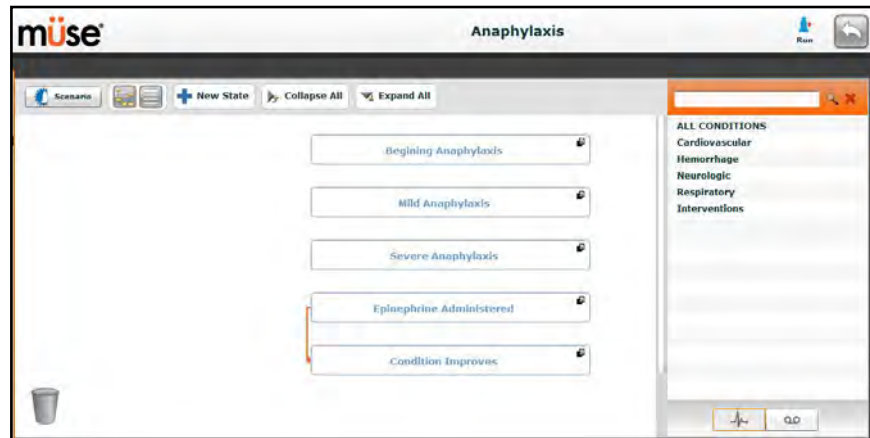 müse
Anaphylaxis
Run
Scenario
New State
Collapse All
Expand All
Begining Anaphylaxis
Mild Anaphylaxis
Severe Anaphylaxis
Epinephrine Administered
Condition Improves
ALL CONDITIONS
Cardiovascular
Hemorrhage
Neurologic
Respiratory
Interventions